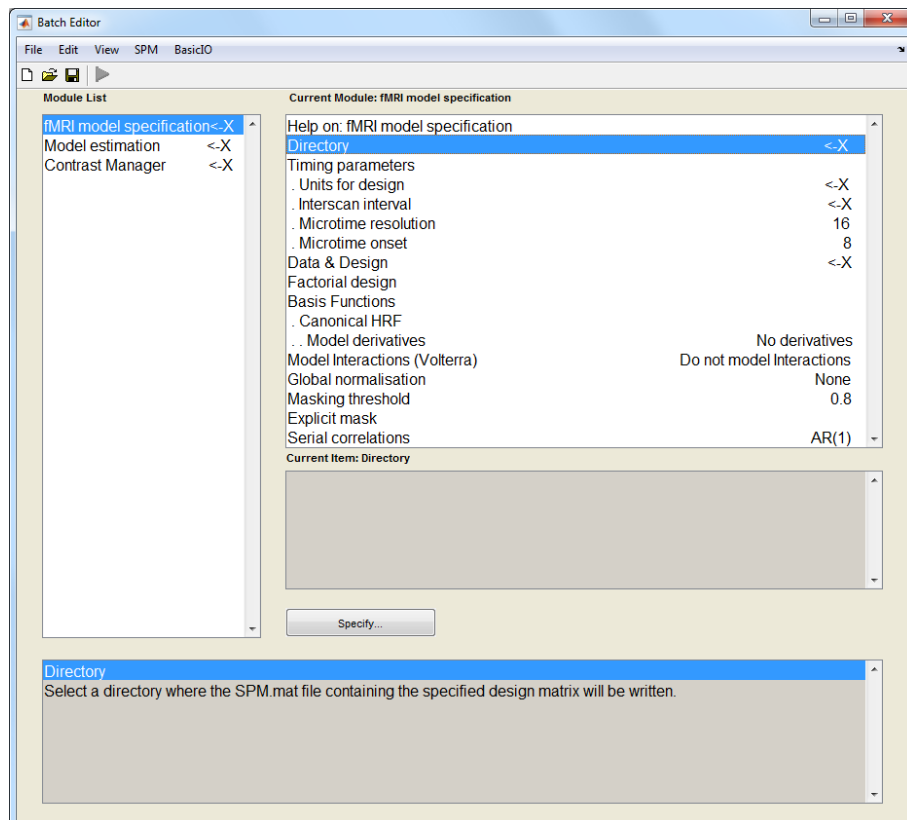 Batch Editor
File Edit View SPM BasicIO
Module List
fMRI model specification<-X
Model estimation <-X
Contrast Manager <-X
Current Module: fMRI model specification
Help on: fMRI model specification
Directory <-X
Timing parameters
. Units for design <-X
. Interscan interval <-X
. Microtime resolution 16
. Microtime onset 8
Data & Design <-X
Factorial design
Basis Functions
. Canonical HRF
. . Model derivatives No derivatives
Model Interactions (Volterra) Do not model Interactions
Global normalisation None
Masking threshold 0.8
Explicit mask
Serial correlations AR(1)
Current Item: Directory
Specify...
Directory
Select a directory where the SPM.mat file containing the specified design matrix will be written.